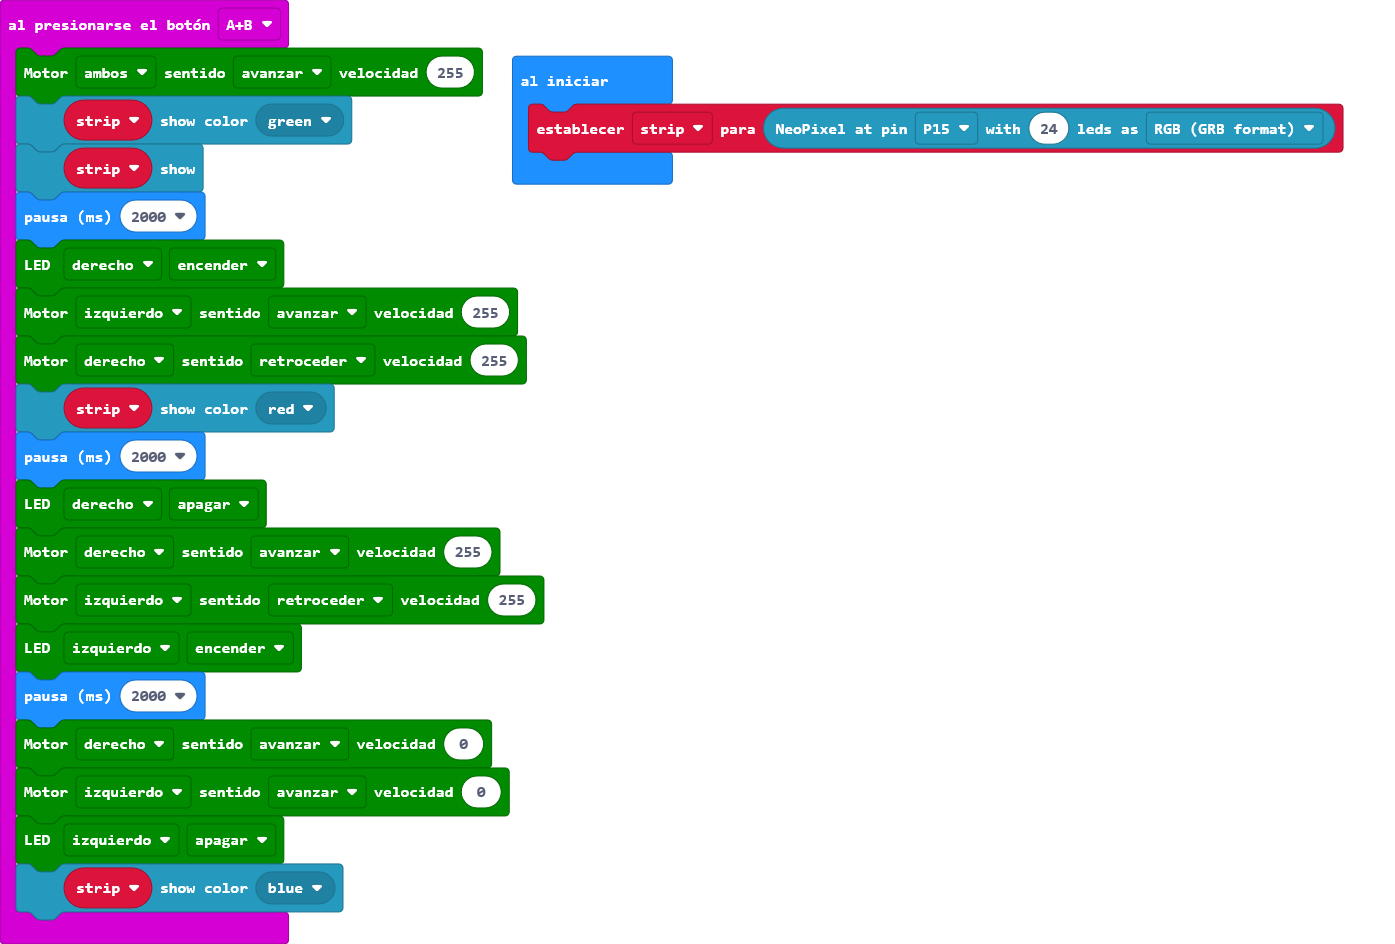 al presionarse el botón A+B
Motor ambos sentido avanzar velocidad 255
strip show color green
strip show
pausa (ms) 2000
LED derecho encender
Motor izquierdo sentido avanzar velocidad 255
Motor derecho sentido retroceder velocidad 255
strip show color red
pausa (ms) 2000
LED derecho apagar
Motor derecho sentido avanzar velocidad 255
Motor izquierdo sentido retroceder velocidad 255
LED izquierdo encender
pausa (ms) 2000
Motor derecho sentido avanzar velocidad 0
Motor izquierdo sentido avanzar velocidad 0
LED izquierdo apagar
strip show color blue
al iniciar
establecer strip para NeoPixel at pin P15 with 24 leds as RGB (GRB format)